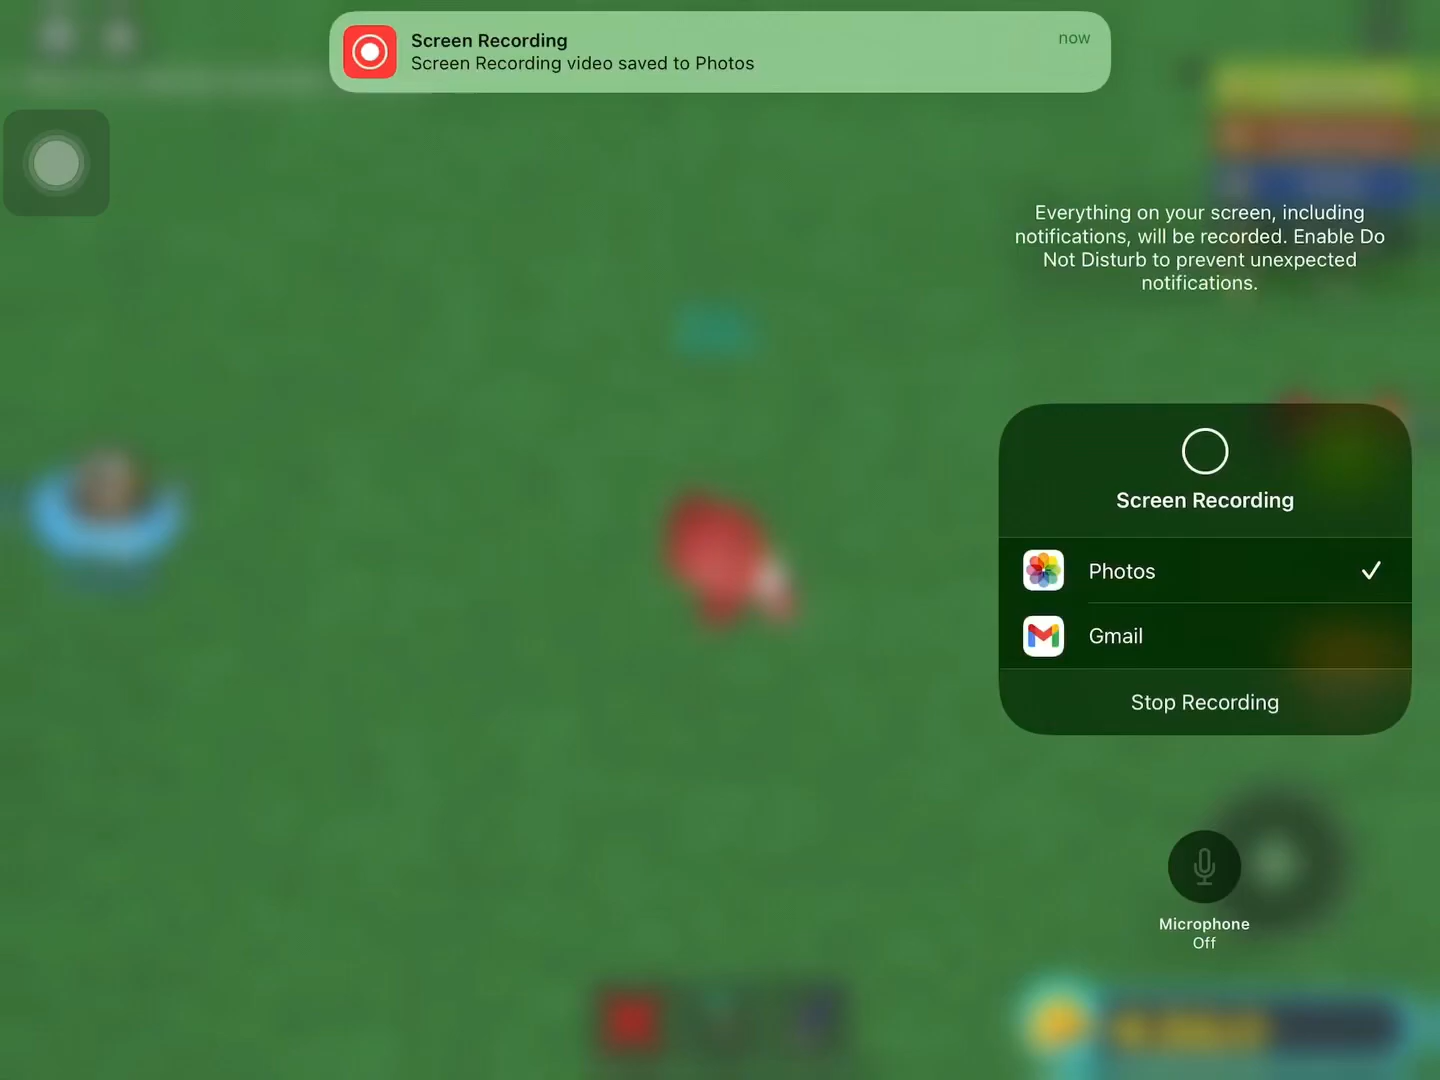 Screen Recording
now
Screen Recording video saved to Photos
Everything on your screen, including
notifications, will be recorded. Enable Do
Not Disturb to prevent unexpected
notifications.
Screen Recording
Photos
Gmail
Stop Recording
Microphone
Off